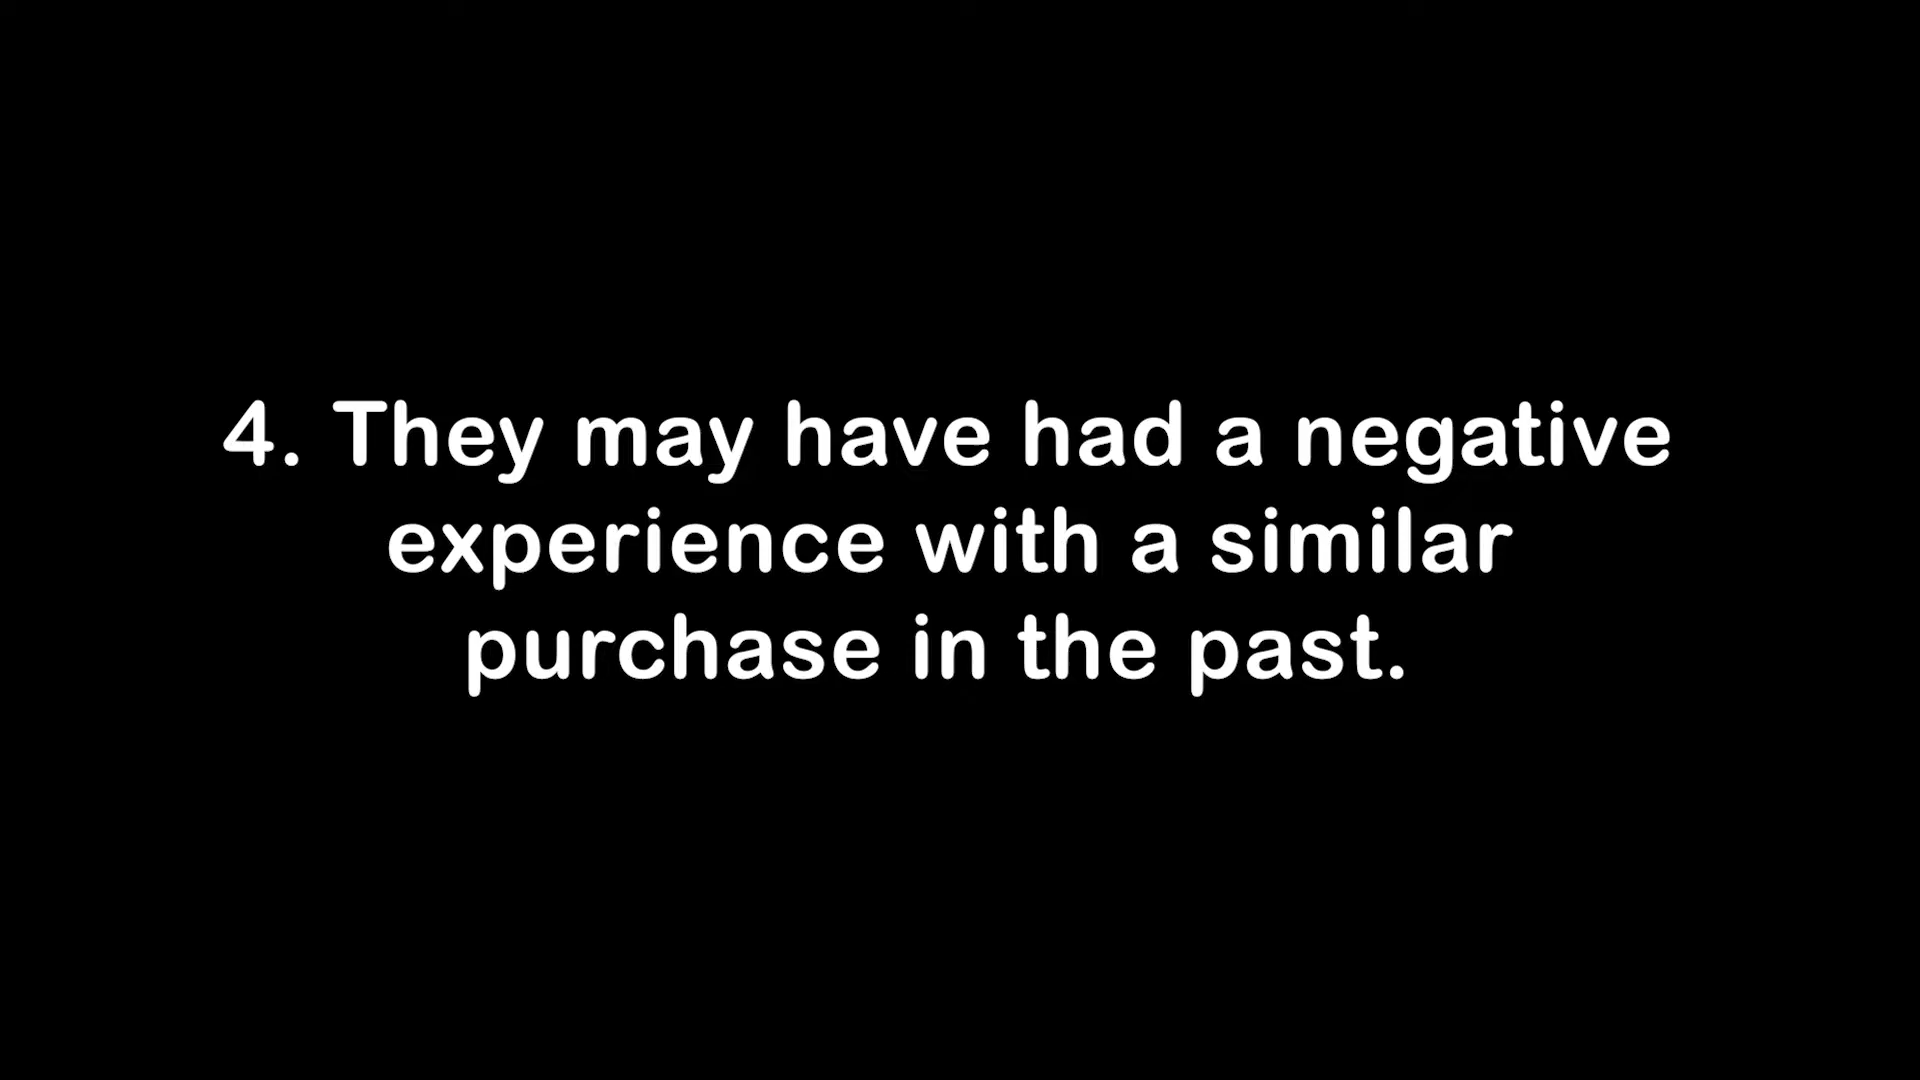 4. They may have had a negative
experience with a similar
purchase in the past.